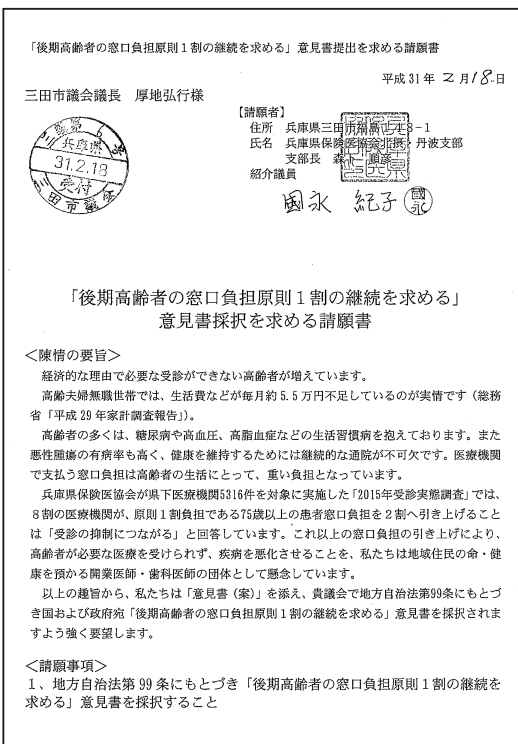 「後期高齢者の窓口負担原則1割の継続を求める」意見書提出を求める請願書
平成31年2月18日
三田市議会議長　厚地弘行様
【請願者】
住所　兵庫県三田市福島1－48－1
氏名　兵庫県保険医協会北摂・丹波支部
支部長　森下　順彦
紹介議員
國永　紀子
國永
兵庫県
31.2.18
受付
三田市議会
「後期高齢者の窓口負担原則1割の継続を求める」
意見書採択を求める請願書
＜陳情の要旨＞
経済的な理由で必要な受診ができない高齢者が増えています。
高齢夫婦無職世帯では、生活費などが毎月約5.5万円不足しているのが実情です（総務
省「平成29年家計調査報告」）。
高齢者の多くは、糖尿病や高血圧、高脂血症などの生活習慣病を抱えております。また
悪性腫瘍の有病率も高く、健康を維持するためには継続的な通院が不可欠です。医療機関
で支払う窓口負担は高齢者の生活にとって、重い負担となっています。
兵庫県保険医協会が県下医療機関5316件を対象に実施した「2015年受診実態調査」では、
8割の医療機関が、原則1割負担である75歳以上の患者窓口負担を2割へ引き上げること
は「受診の抑制につながる」と回答しています。これ以上の窓口負担の引き上げにより、
高齢者が必要な医療を受けられず、疾病を悪化させることを、私たちは地域住民の命・健
康を預かる開業医師・歯科医師の団体として懸念しています。
以上の趣旨から、私たちは「意見書（案）」を添え、貴議会で地方自治法第99条にもとづ
き国および政府宛「後期高齢者の窓口負担原則1割の継続を求める」意見書を採択されま
すよう強く要望します。
＜請願事項＞
1、地方自治法第99条にもとづき「後期高齢者の窓口負担原則1割の継続を
求める」意見書を採択すること